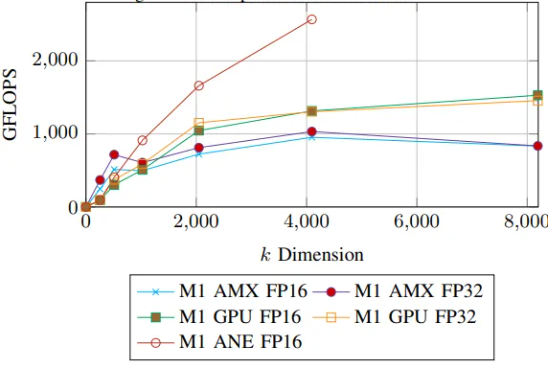 2,000
GFLOPS
1,000
0
0 2,000 4,000 6,000 8,000
k Dimension
M1 AMX FP16 M1 AMX FP32
M1 GPU FP16 M1 GPU FP32
M1 ANE FP16